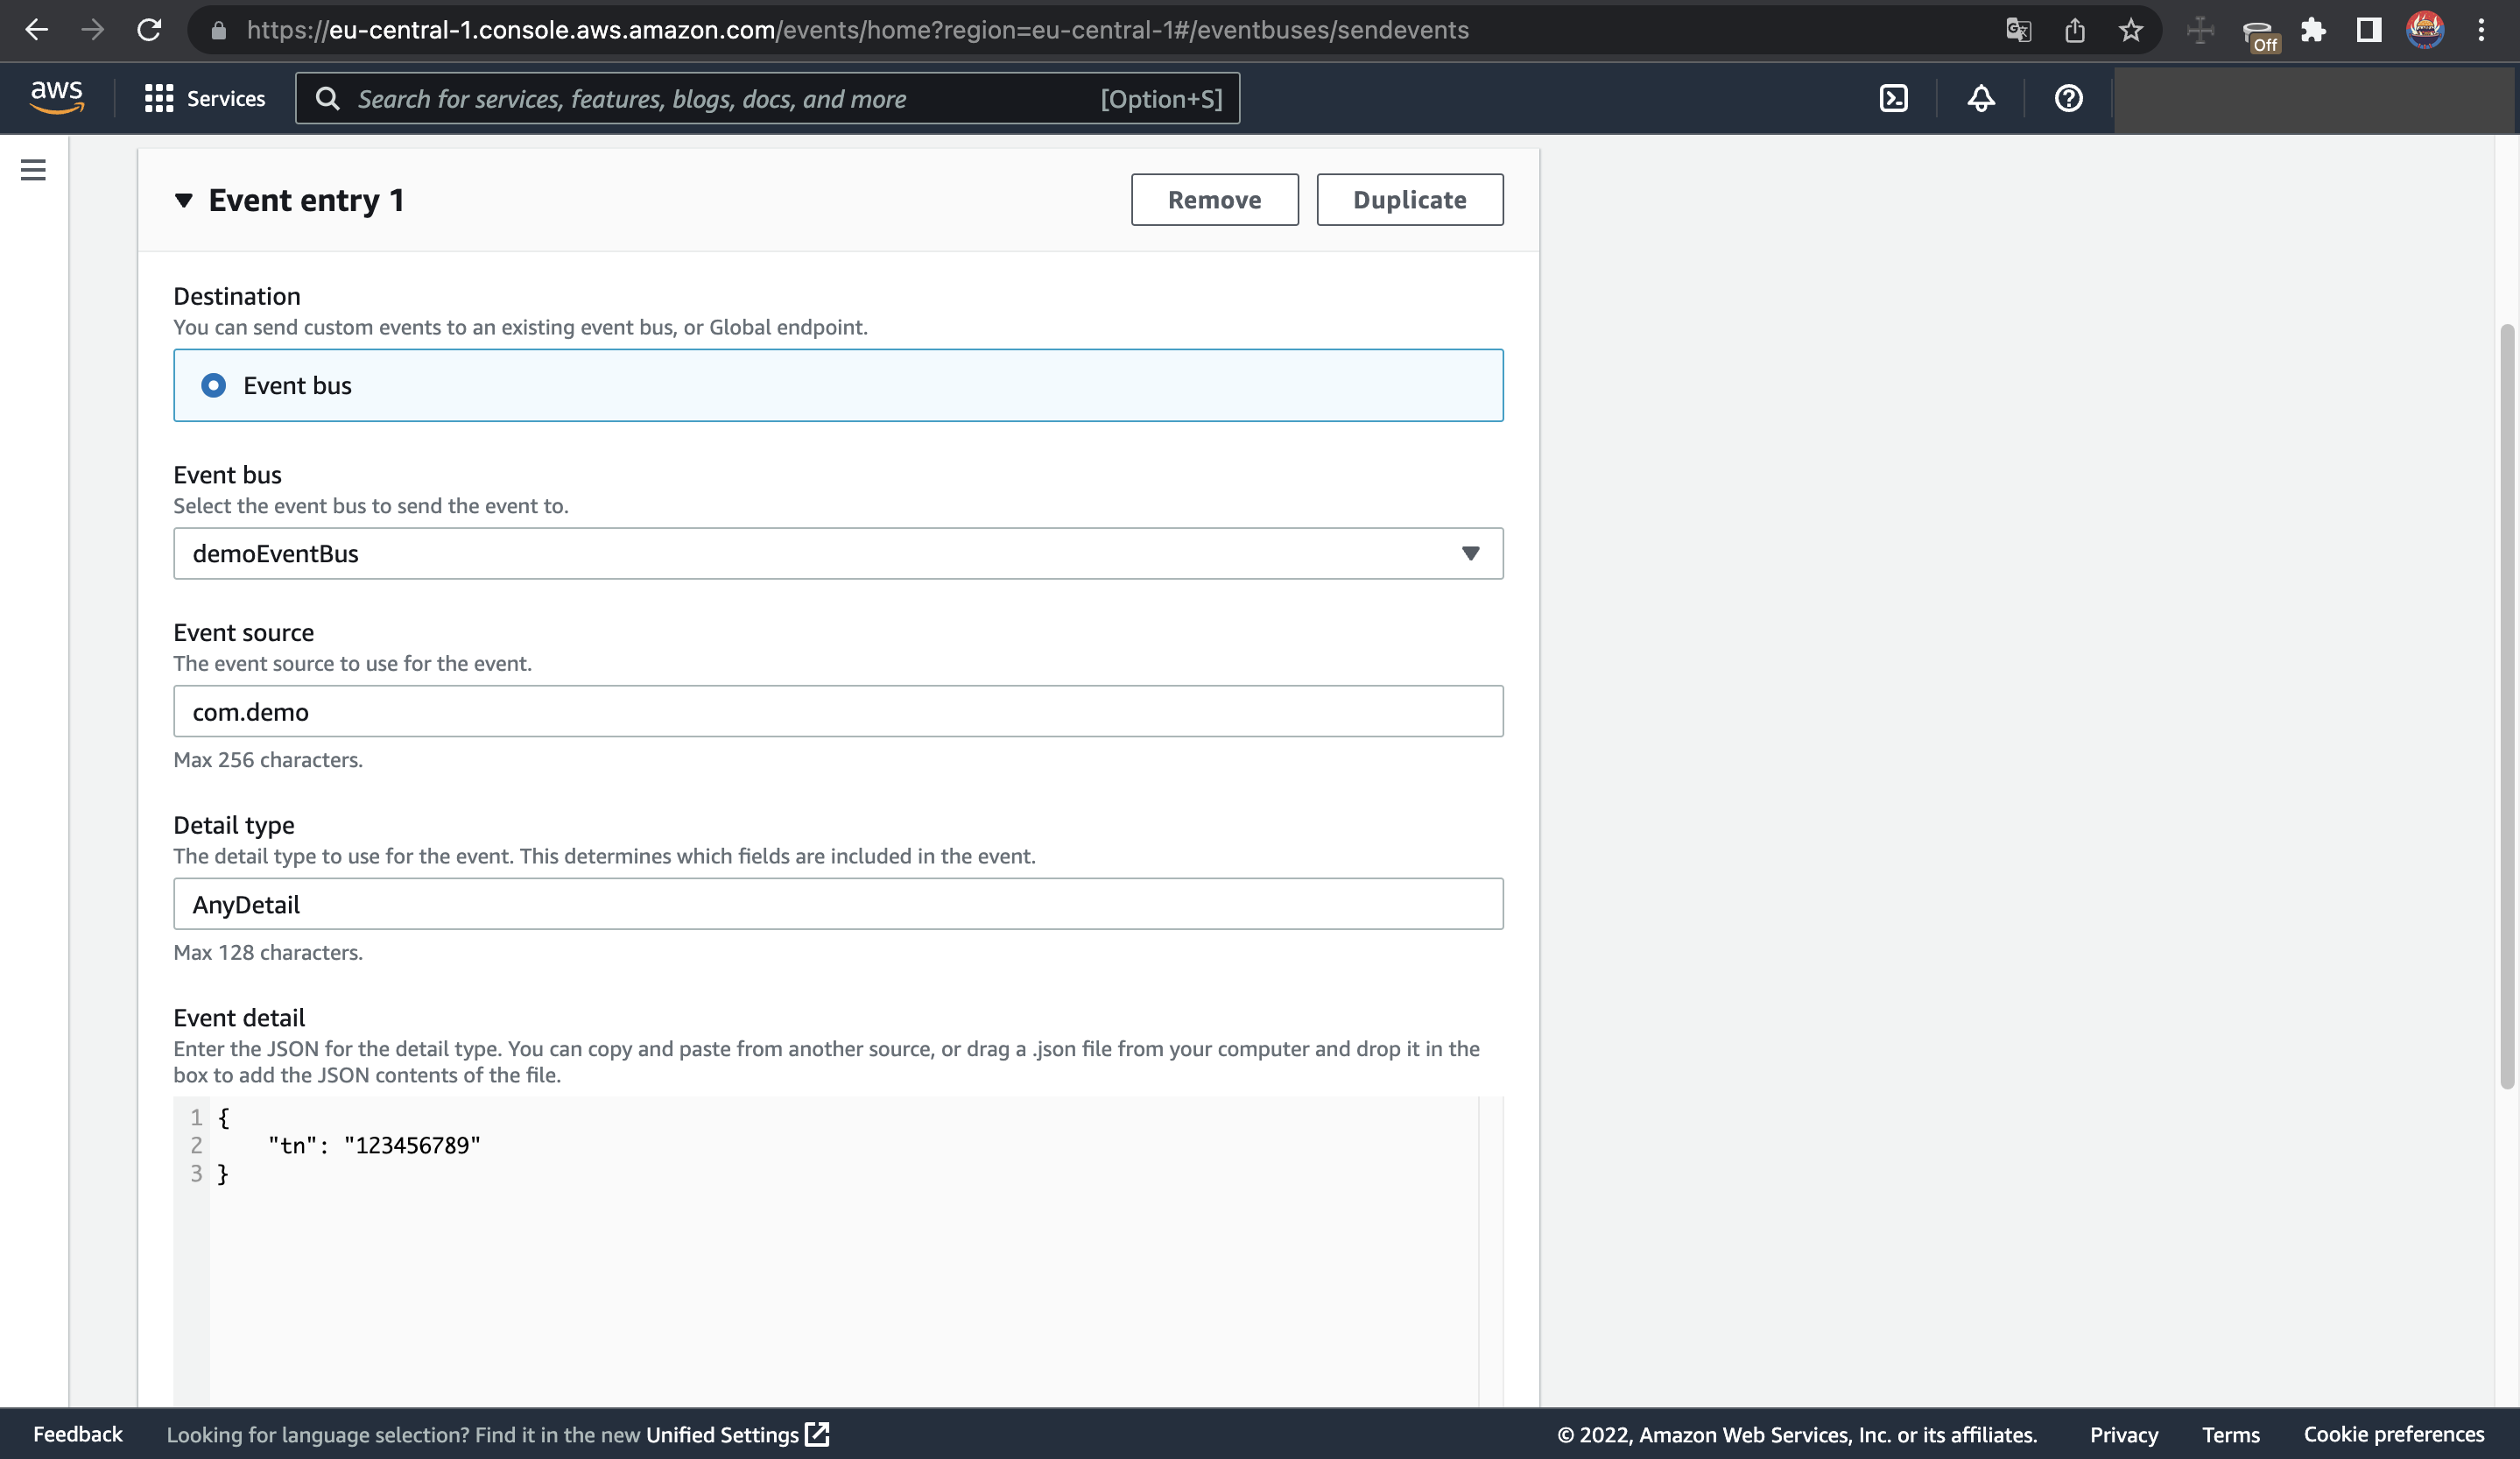 https://eu-central-1.console.aws.amazon.com/events/home?region=eu-central-1#/eventbuses/sendevents
Off
aws
Services
Search for services, features, blogs, docs, and more
[Option+S]
Event entry 1
Remove
Duplicate
Destination
You can send custom events to an existing event bus, or Global endpoint.
Event bus
Event bus
Select the event bus to send the event to.
demoEventBus
Event source
The event source to use for the event.
com.demo
Max 256 characters.
Detail type
The detail type to use for the event. This determines which fields are included in the event.
AnyDetail
Max 128 characters.
Event detail
Enter the JSON for the detail type. You can copy and paste from another source, or drag a .json file from your computer and drop it in the
box to add the JSON contents of the file.
1 {
2     "tn": "123456789"
3 }
Feedback
Looking for language selection? Find it in the new Unified Settings
© 2022, Amazon Web Services, Inc. or its affiliates.
Privacy
Terms
Cookie preferences